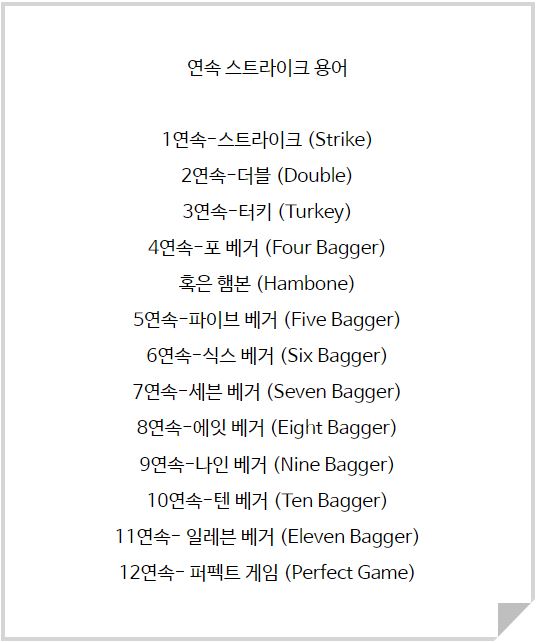 연속 스트라이크 용어
1연속-스트라이크 (Strike)
2연속-더블 (Double)
3연속-터키 (Turkey)
4연속-포 베거 (Four Bagger)
혹은 햄본 (Hambone)
5연속-파이브 베거 (Five Bagger)
6연속-식스 베거 (Six Bagger)
7연속-세븐 베거 (Seven Bagger)
8연속-에잇 베거 (Eight Bagger)
9연속-나인 베거 (Nine Bagger)
10연속-텐 베거 (Ten Bagger)
11연속- 일레븐 베거 (Eleven Bagger)
12연속- 퍼펙트 게임 (Perfect Game)